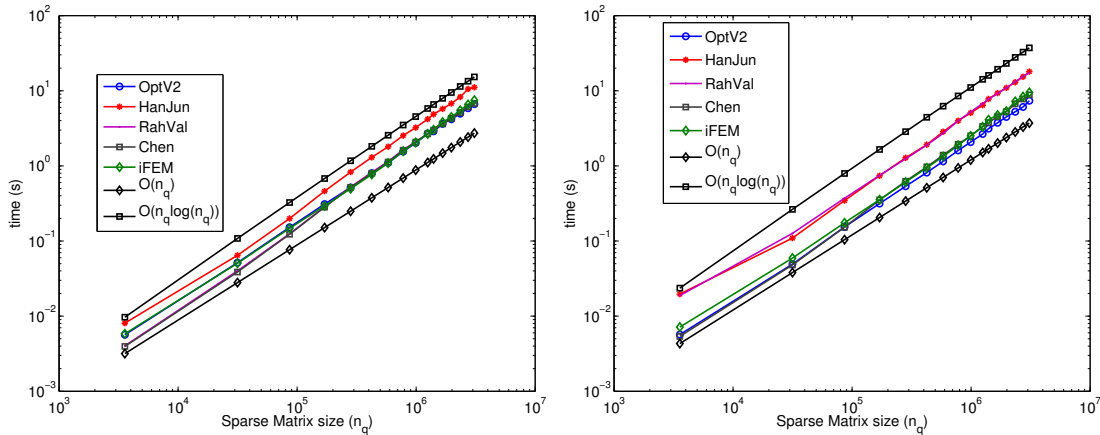 10^2
10^1
10^0
10^-1
10^-2
10^-3
time (s)
OptV2
HanJun
RahVal
Chen
iFEM
O(n_q)
O(n_q log(n_q))
10^3 10^4 10^5 10^6 10^7
Sparse Matrix size (n_q)
10^2
10^1
10^0
10^-1
10^-2
10^-3
time (s)
OptV2
HanJun
RahVal
Chen
iFEM
O(n_q)
O(n_q log(n_q))
10^3 10^4 10^5 10^6 10^7
Sparse Matrix size (n_q)